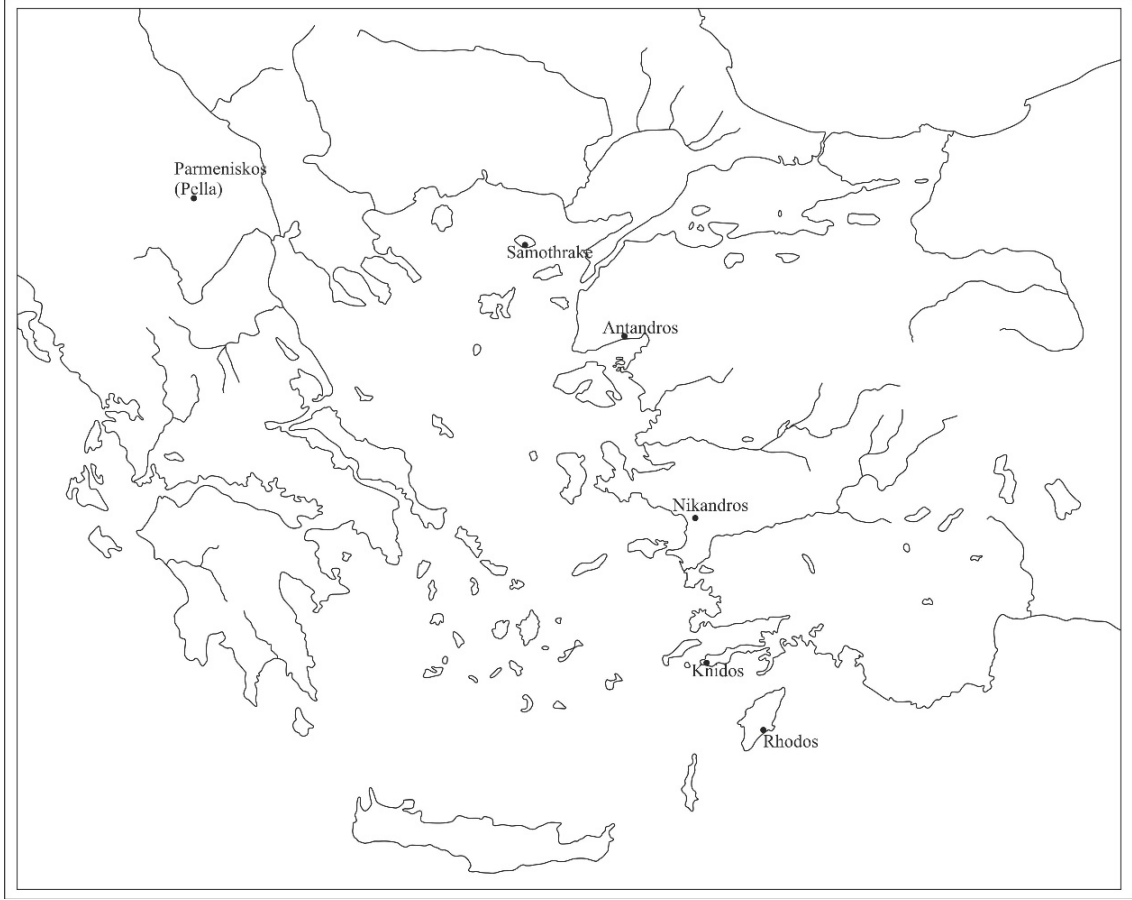 Parmeniskos
(Pella)
Samothrake
Antandros
Nikandros
Knidos
Rhodos